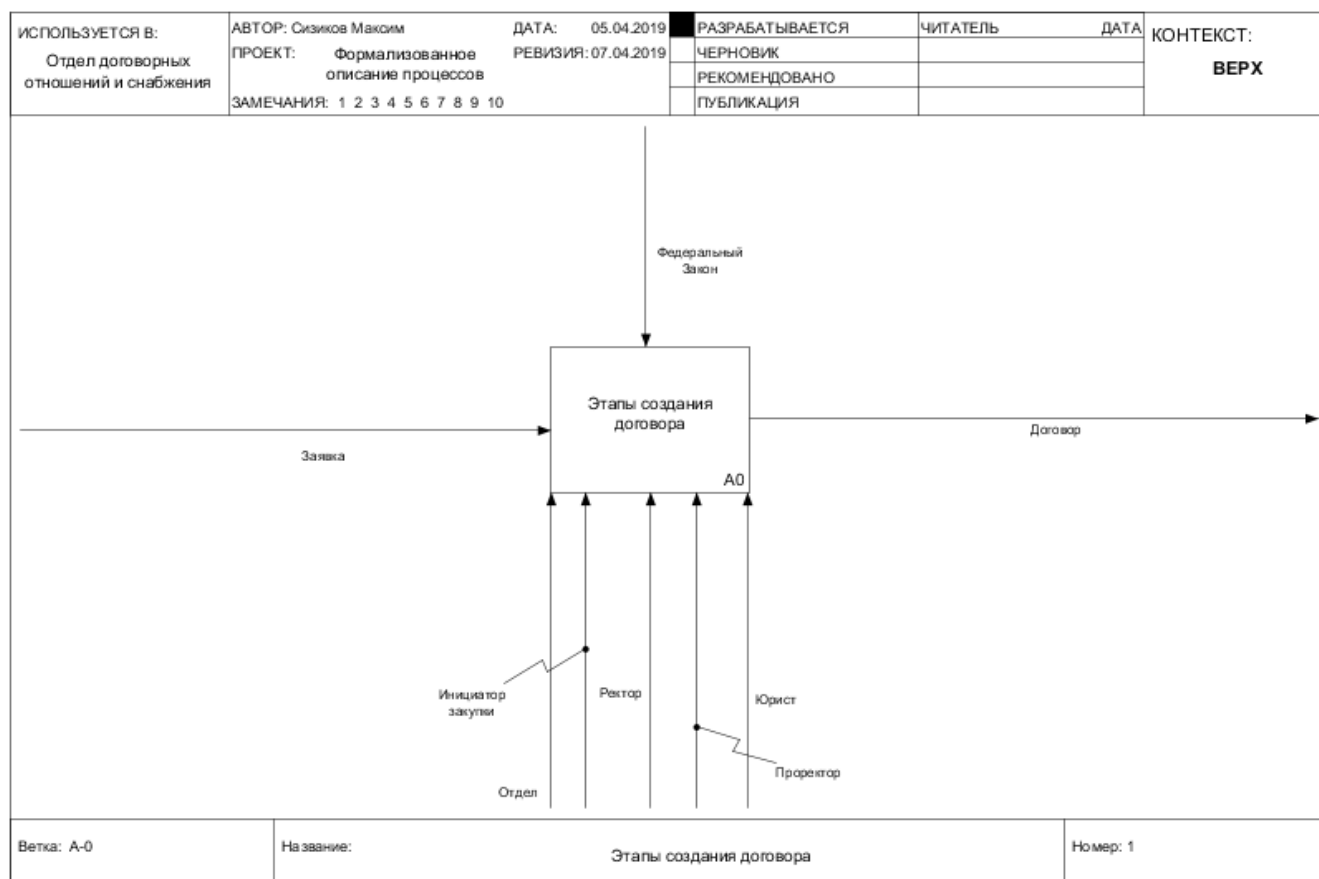 ИСПОЛЬЗУЕТСЯ В:
Отдел договорных
отношений и снабжения
АВТОР: Сизиков Максим
ДАТА: 05.04.2019
ПРОЕКТ: Формализованное
описание процессов
РЕВИЗИЯ: 07.04.2019
ЗАМЕЧАНИЯ: 1 2 3 4 5 6 7 8 9 10
РАЗРАБАТЫВАЕТСЯ
ЧЕРНОВИК
РЕКОМЕНДОВАНО
ПУБЛИКАЦИЯ
ЧИТАТЕЛЬ ДАТА
КОНТЕКСТ:
ВЕРХ
Федеральный
Закон
Этапы создания
договора
A0
Заявка
Договор
Инициатор
закупки
Ректор
Юрист
Проректор
Отдел
Ветка: A-0
Название:
Этапы создания договора
Номер: 1